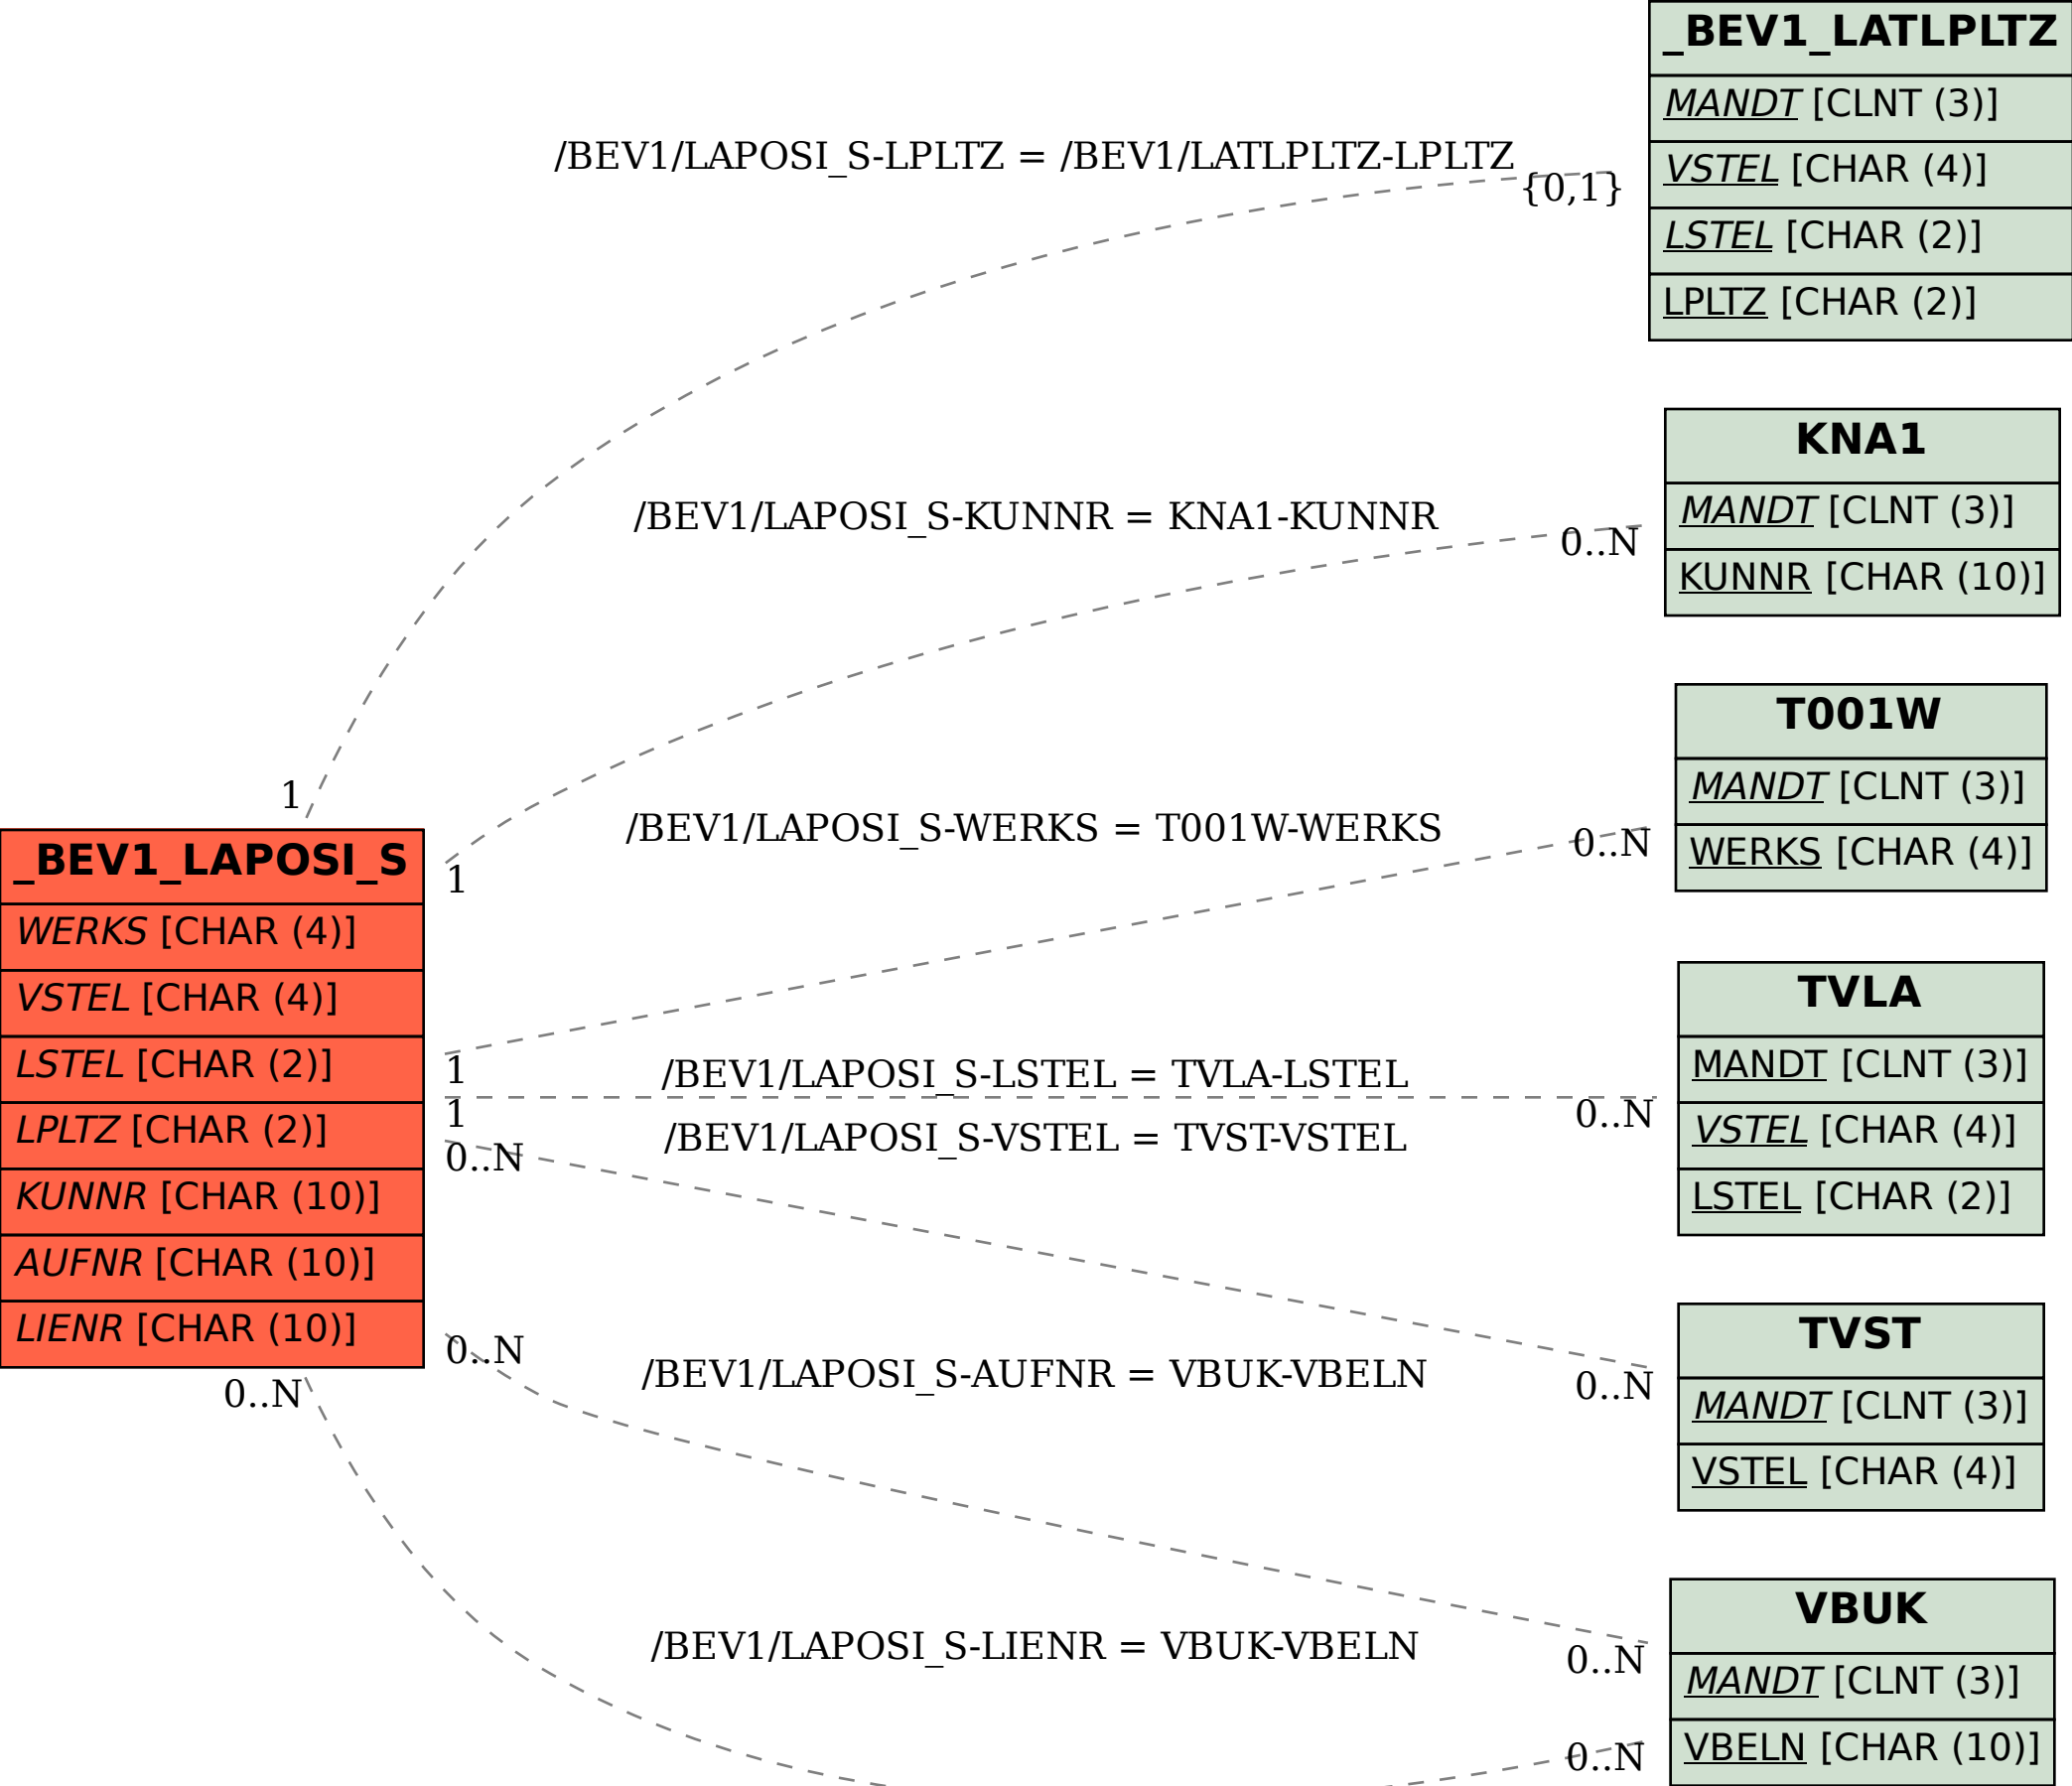 _BEV1_LATLPLTZ
MANDT [CLNT (3)]
VSTEL [CHAR (4)]
LSTEL [CHAR (2)]
LPLTZ [CHAR (2)]
/BEV1/LAPOSI_S-LPLTZ = /BEV1/LATLPLTZ-LPLTZ
{0,1}
1
KNA1
MANDT [CLNT (3)]
KUNNR [CHAR (10)]
/BEV1/LAPOSI_S-KUNNR = KNA1-KUNNR
0..N
1
T001W
MANDT [CLNT (3)]
WERKS [CHAR (4)]
/BEV1/LAPOSI_S-WERKS = T001W-WERKS
0..N
1
_BEV1_LAPOSI_S
WERKS [CHAR (4)]
VSTEL [CHAR (4)]
LSTEL [CHAR (2)]
LPLTZ [CHAR (2)]
KUNNR [CHAR (10)]
AUFNR [CHAR (10)]
LIENR [CHAR (10)]
TVLA
MANDT [CLNT (3)]
VSTEL [CHAR (4)]
LSTEL [CHAR (2)]
/BEV1/LAPOSI_S-LSTEL = TVLA-LSTEL
1
0..N
/BEV1/LAPOSI_S-VSTEL = TVST-VSTEL
0..N
0..N
TVST
MANDT [CLNT (3)]
VSTEL [CHAR (4)]
/BEV1/LAPOSI_S-AUFNR = VBUK-VBELN
0..N
0..N
VBUK
MANDT [CLNT (3)]
VBELN [CHAR (10)]
/BEV1/LAPOSI_S-LIENR = VBUK-VBELN
0..N
0..N